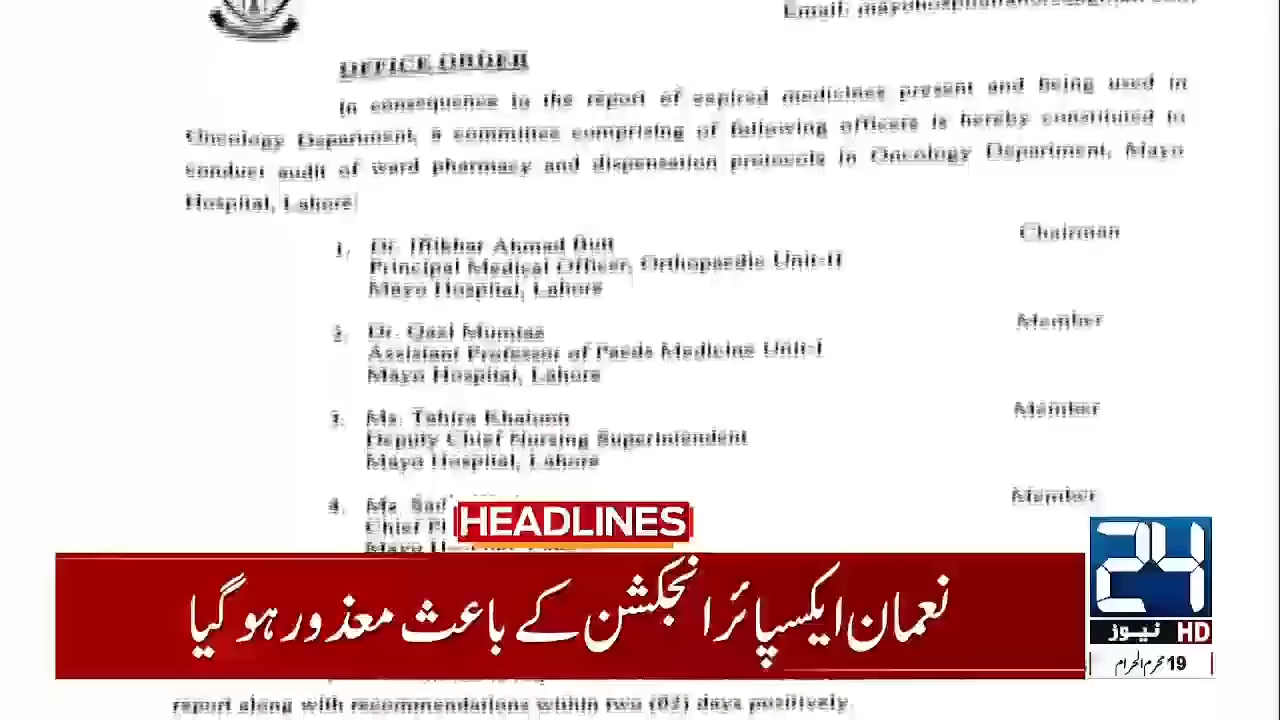 OFFICE ORDER
In consequence to the report of expired medicines present and being used in
Oncology Department, a committee comprising of following officers is hereby constituted to
conduct audit of ward pharmacy and dispensation protocols in Oncology Department, Mayo
Hospital, Lahore
1. Dr. Iftikhar Ahmad Butt Chairman
Principal Medical Officer, Orthopaedic Unit-II
Mayo Hospital, Lahore
2. Dr. Qazi Mumtaz Member
Assistant Professor of Paeds Medicine Unit-I
Mayo Hospital, Lahore
3. Ms. Tahira Khatoon Member
Deputy Chief Nursing Superintendent
Mayo Hospital, Lahore
4. Ms. Member
Chief
HEADLINES
نعمان ایکسپائر انجکشن کے باعث معذور ہو گیا
24
نیوز HD
19 محرم الحرام
report along with recommendations within two (02) days positively.